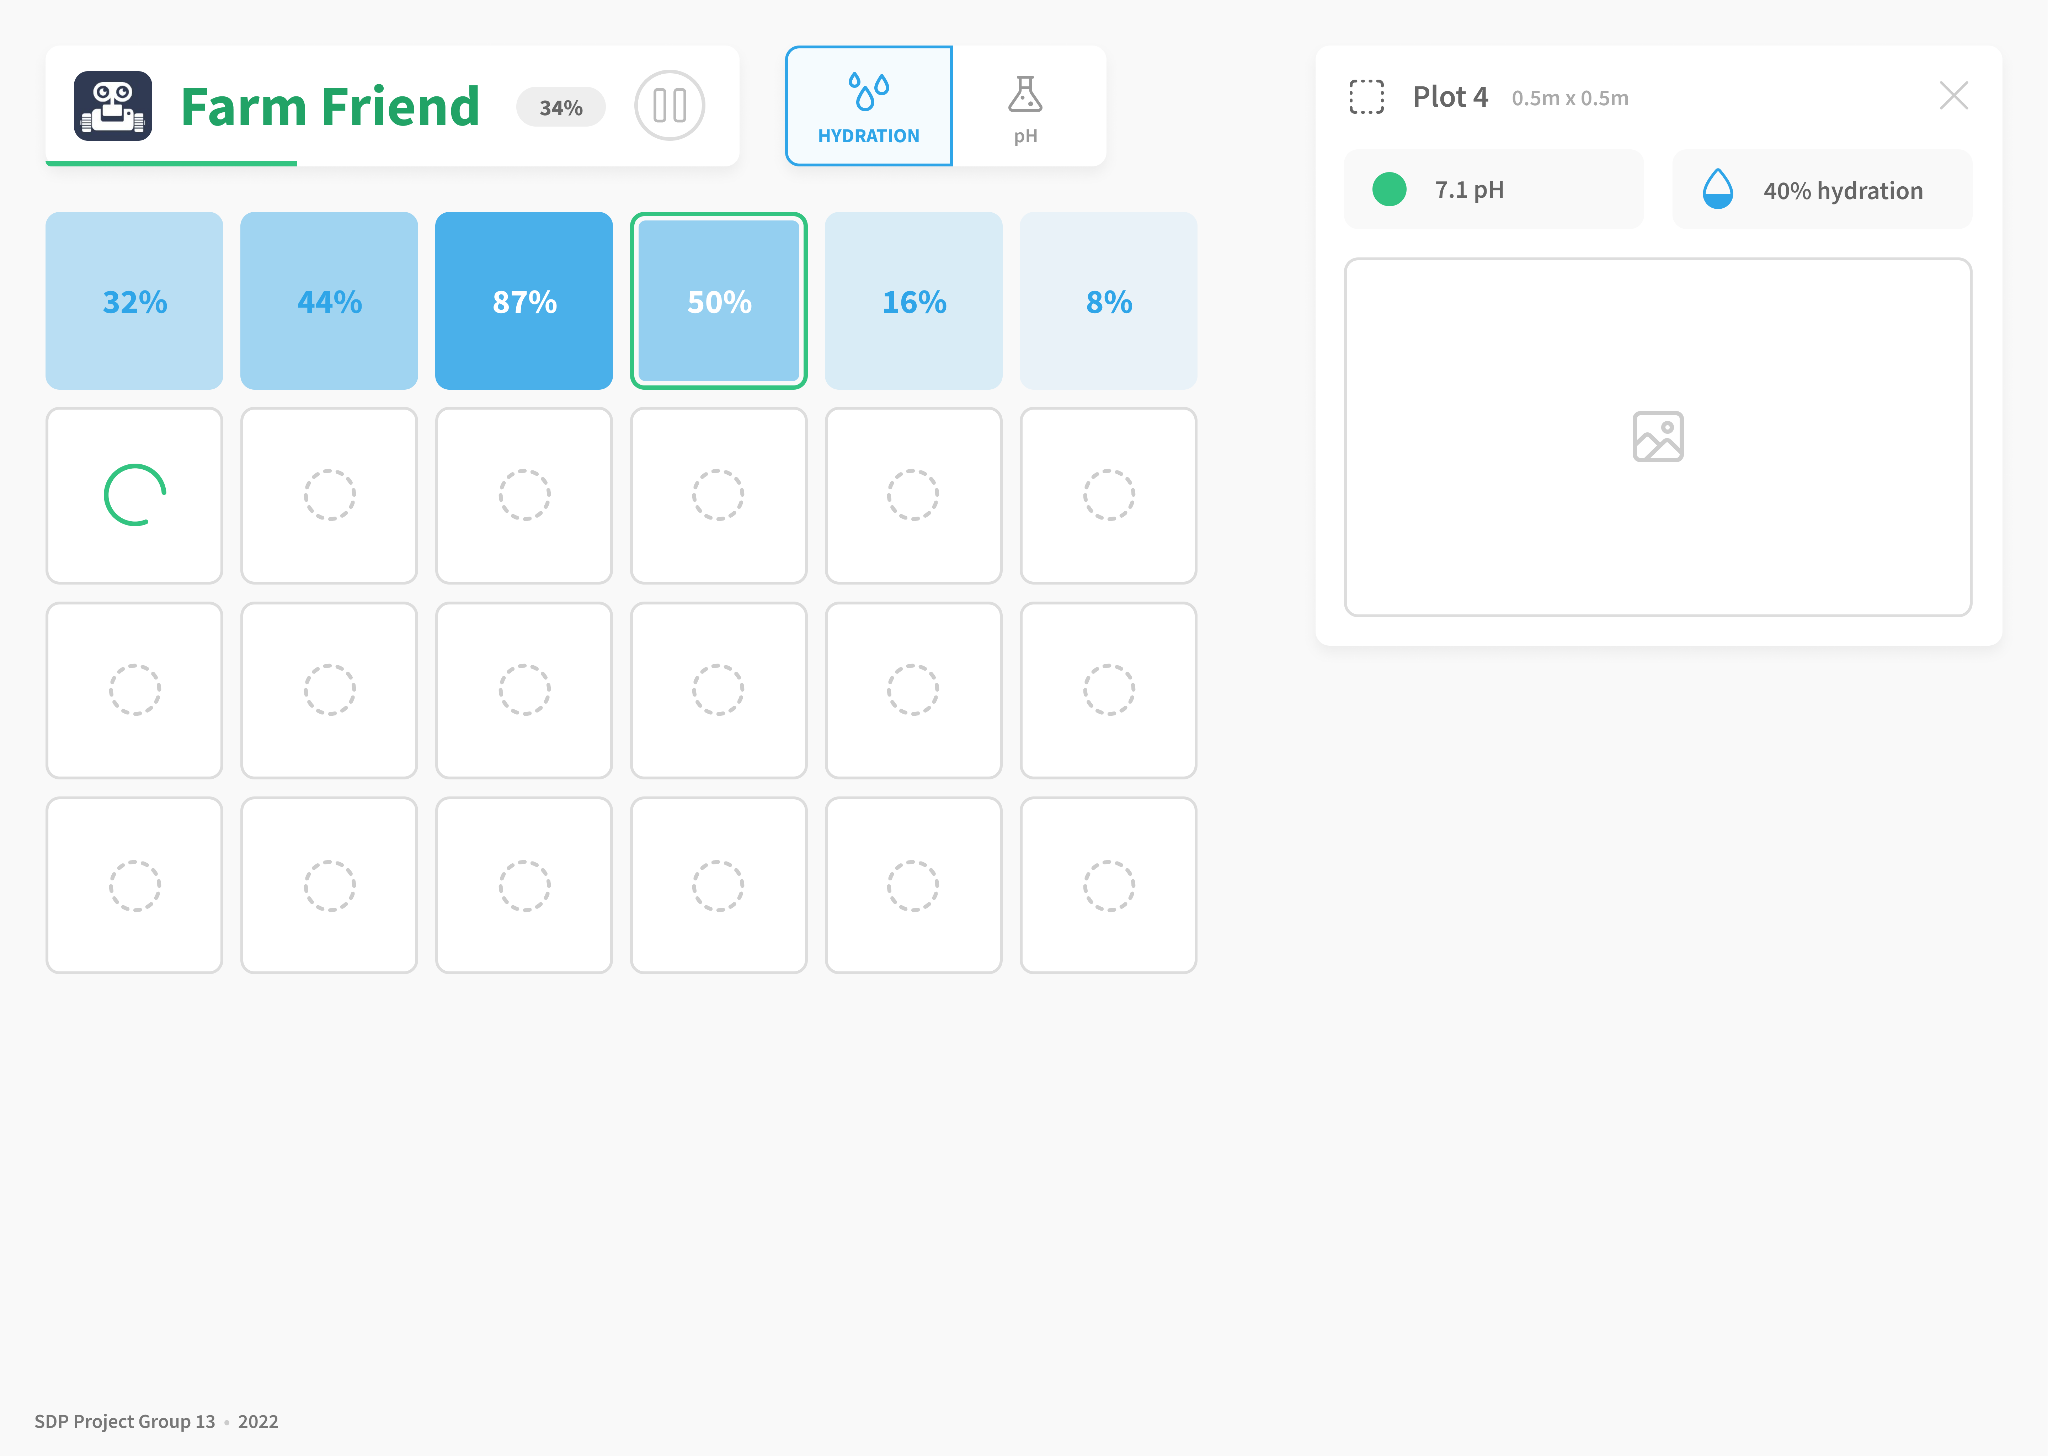 Farm Friend
34%
HYDRATION
pH
Plot 4 0.5m x 0.5m
7.1 pH
40% hydration
32%
44%
87%
50%
16%
8%
SDP Project Group 13 • 2022